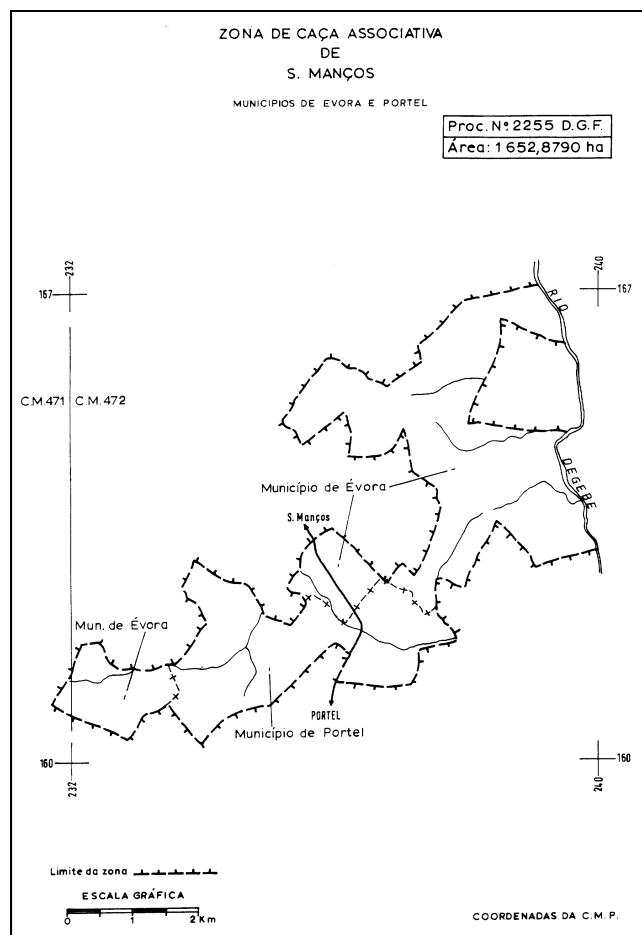 ZONA DE CAÇA ASSOCIATIVA
DE
S. MANÇOS
MUNICIPIOS DE EVORA E PORTEL
Proc. Nº 2255 D.G.F.
Área: 1 652,8790 ha
232
240
167
167
RIO
C.M.471
C.M.472
DEGEBE
Município de Évora
S. Manços
Mun. de Évora
PORTEL
Município de Portel
160
160
232
240
Limite da zona
ESCALA GRÁFICA
0 1 2 Km
COORDENADAS DA C.M.P.